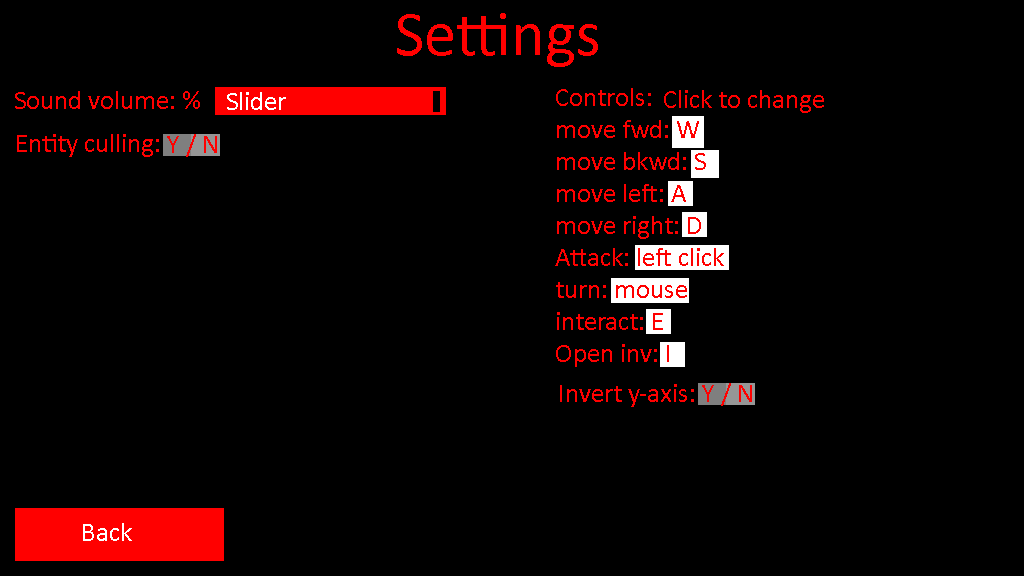 Settings
Sound volume: % Slider
Entity culling: Y / N
Controls: Click to change
move fwd: W
move bkwd: S
move left: A
move right: D
Attack: left click
turn: mouse
interact: E
Open inv: I
Invert y-axis: Y / N
Back